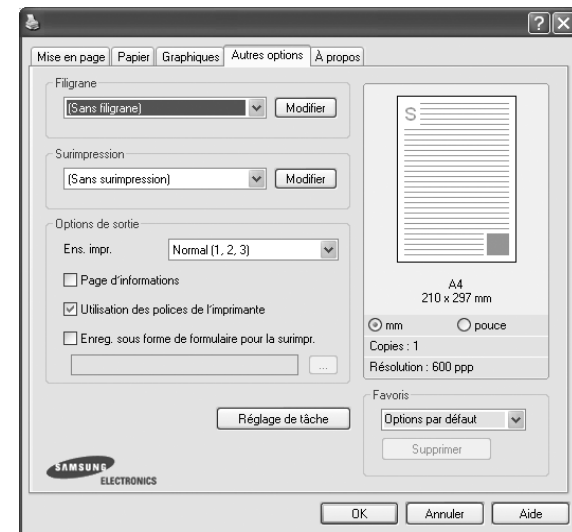 Mise en page
Papier
Graphiques
Autres options
À propos
Filigrane
(Sans filigrane)
Modifier
Surimpression
(Sans surimpression)
Modifier
Options de sortie
Ens. impr.
Normal (1, 2, 3)
Page d'informations
Utilisation des polices de l'imprimante
Enreg. sous forme de formulaire pour la surimpr.
...
Réglage de tâche
SAMSUNG
ELECTRONICS
S
A4
210 x 297 mm
mm
pouce
Copies : 1
Résolution : 600 ppp
Favoris
Options par défaut
Supprimer
OK
Annuler
Aide